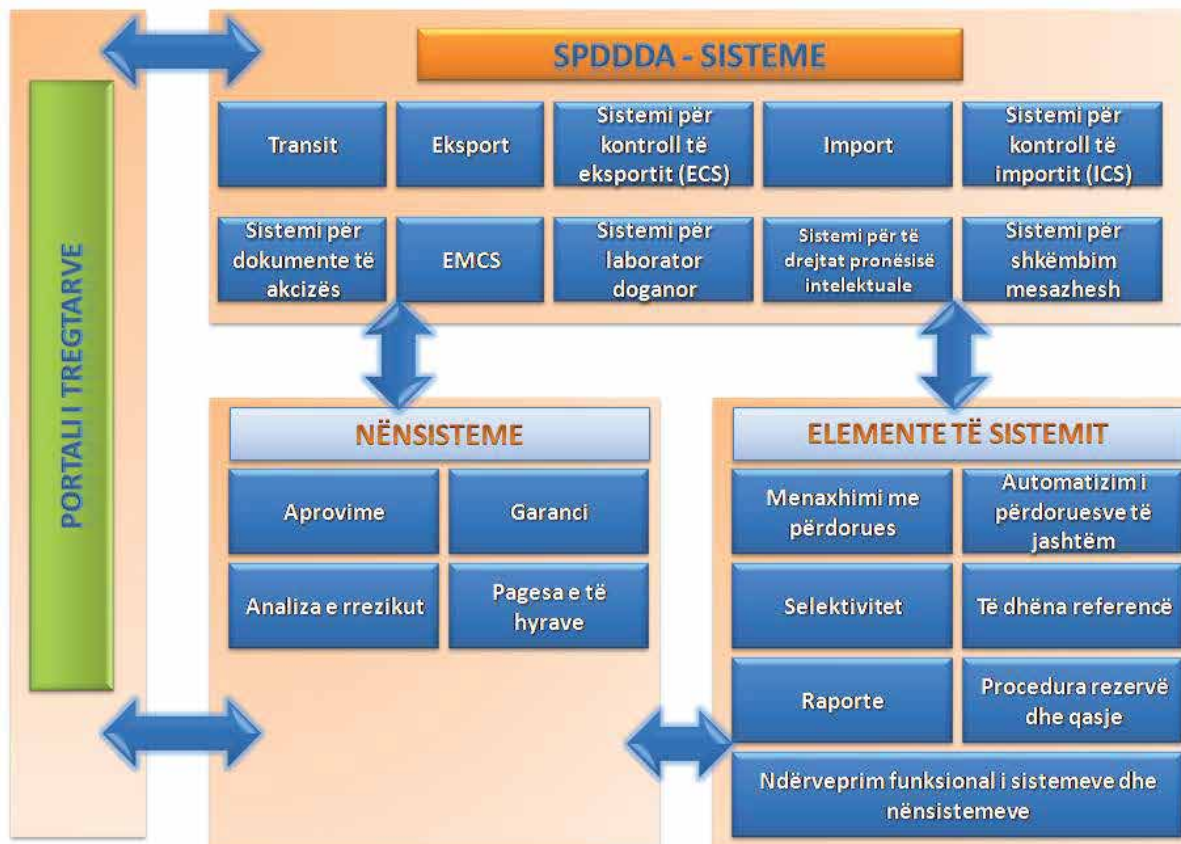 PORTALI I TREGTARVE
SPDDDA - SISTEME
Transit
Eksport
Sistemi për
kontroll të
eksportit (ECS)
Import
Sistemi për
kontroll të
importit (ICS)
Sistemi për
dokumente të
akcizës
EMCS
Sistemi për
laborator
doganor
Sistemi për të
drejtat pronësisë
intelektuale
Sistemi për
shkëmbim
mesazhesh
NËNSISTEME
Aprovime
Garanci
Analiza e rrezikut
Pagesa e të
hyrave
ELEMENTE TË SISTEMIT
Menaxhimi me
përdorues
Automatizim i
përdoruesve të
jashtëm
Selektivitet
Të dhëna referencë
Raporte
Procedura rezervë
dhe qasje
Ndërveprim funksional i sistemeve dhe
nënsistemeve